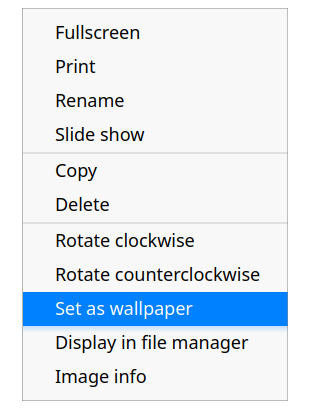 Fullscreen
Print
Rename
Slide show
Copy
Delete
Rotate clockwise
Rotate counterclockwise
Set as wallpaper
Display in file manager
Image info